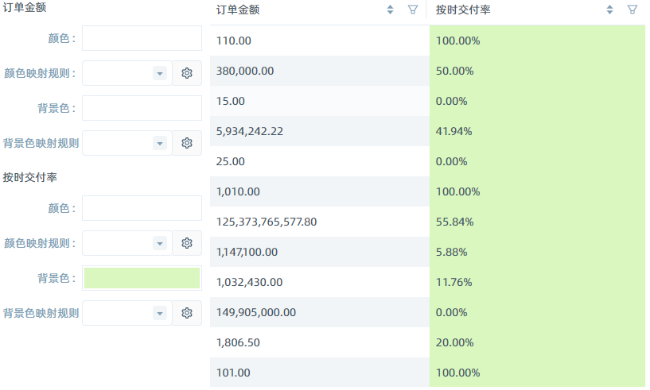 订单金额
颜色：
颜色映射规则：
背景色：
背景色映射规则
按时交付率
颜色：
颜色映射规则：
背景色：
背景色映射规则
订单金额 按时交付率
110.00 100.00%
380,000.00 50.00%
15.00 0.00%
5,934,242.22 41.94%
25.00 0.00%
1,010.00 100.00%
125,373,765,577.80 55.84%
1,147,100.00 5.88%
1,032,430.00 11.76%
149,905,000.00 0.00%
1,806.50 20.00%
101.00 100.00%